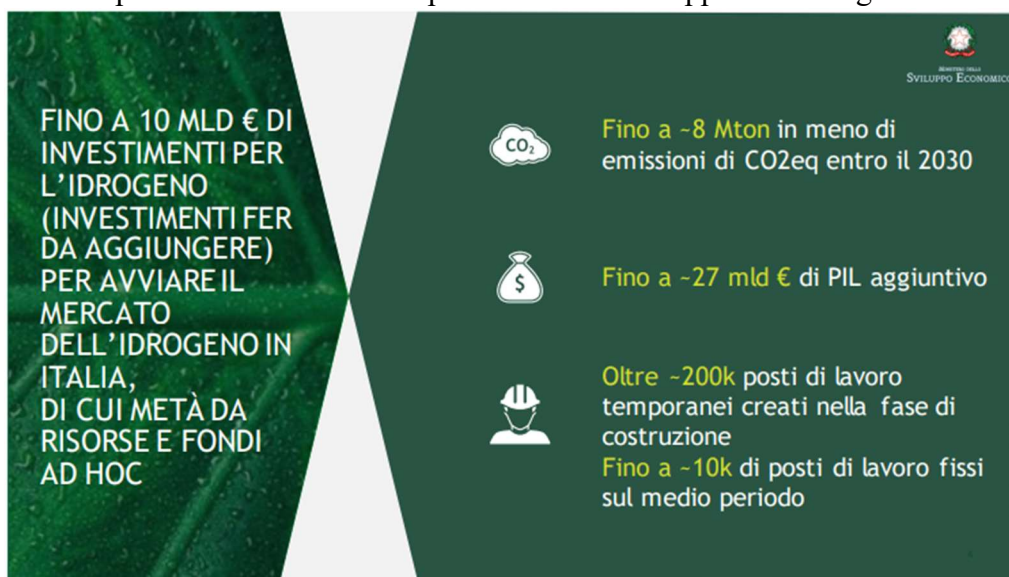 FINO A 10 MLD € DI
INVESTIMENTI PER
L'IDROGENO
(INVESTIMENTI FER
DA AGGIUNGERE)
PER AVVIARE IL
MERCATO
DELL'IDROGENO IN
ITALIA,
DI CUI METÀ DA
RISORSE E FONDI
AD HOC
SVILUPPO ECONOMICO
CO2
Fino a ~8 Mton in meno di
emissioni di CO2eq entro il 2030
$
Fino a ~27 mld € di PIL aggiuntivo
Oltre ~200k posti di lavoro
temporanei creati nella fase di
costruzione
Fino a ~10k di posti di lavoro fissi
sul medio periodo